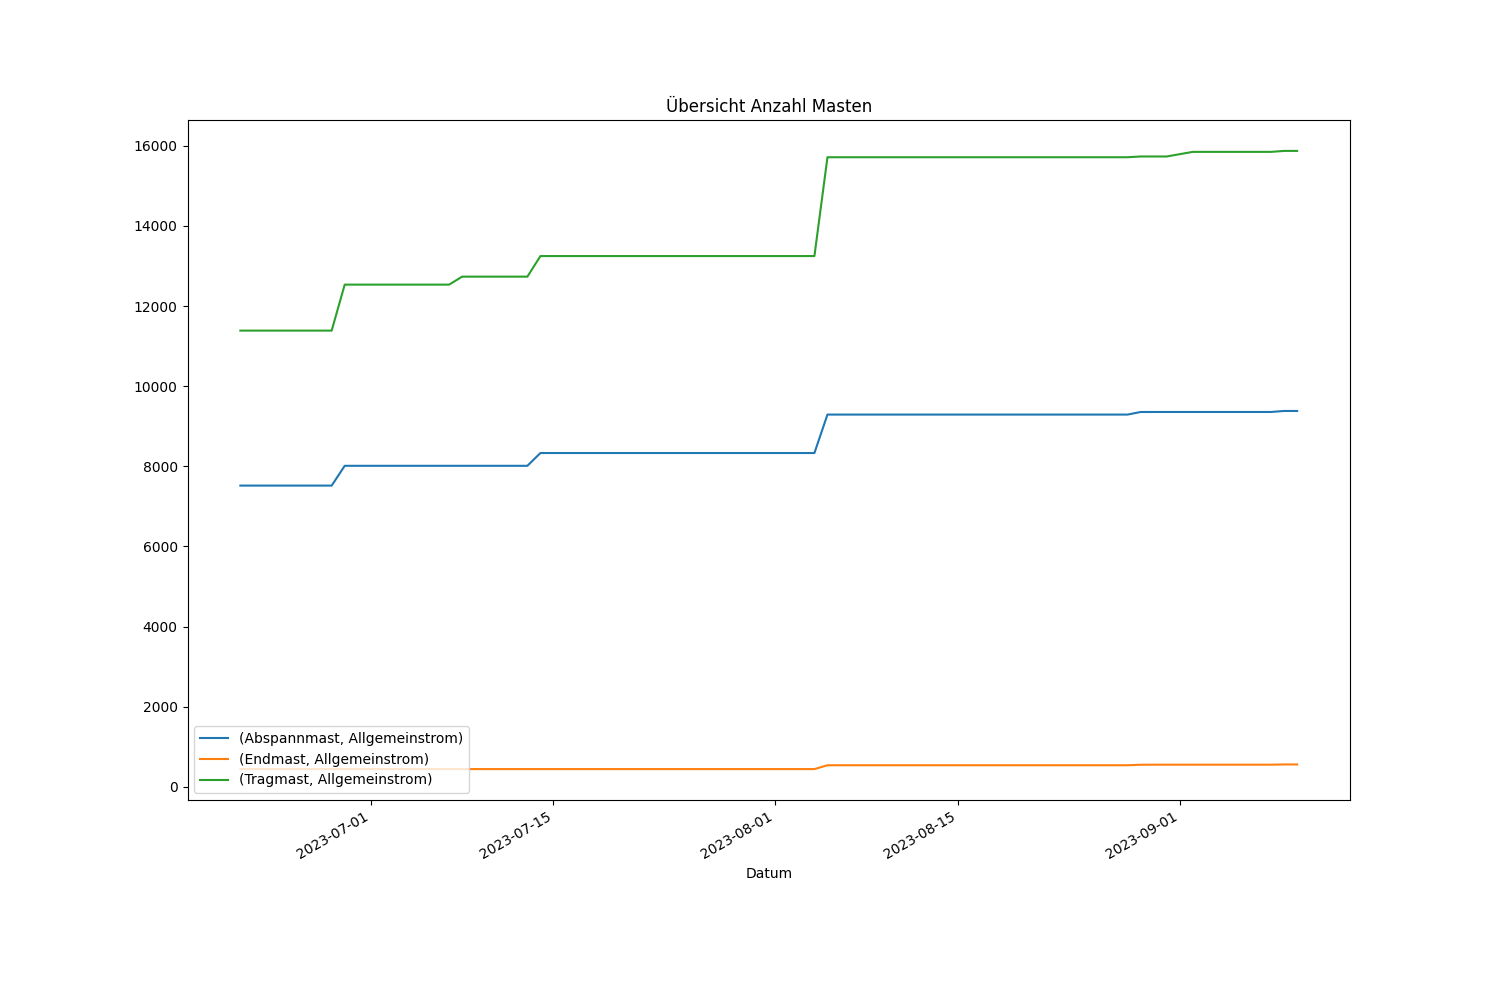 Übersicht Anzahl Masten
16000
14000
12000
10000
8000
6000
4000
2000
0
(Abspannmast, Allgemeinstrom)
(Endmast, Allgemeinstrom)
(Tragmast, Allgemeinstrom)
2023-07-01
2023-07-15
2023-08-01
2023-08-15
2023-09-01
Datum